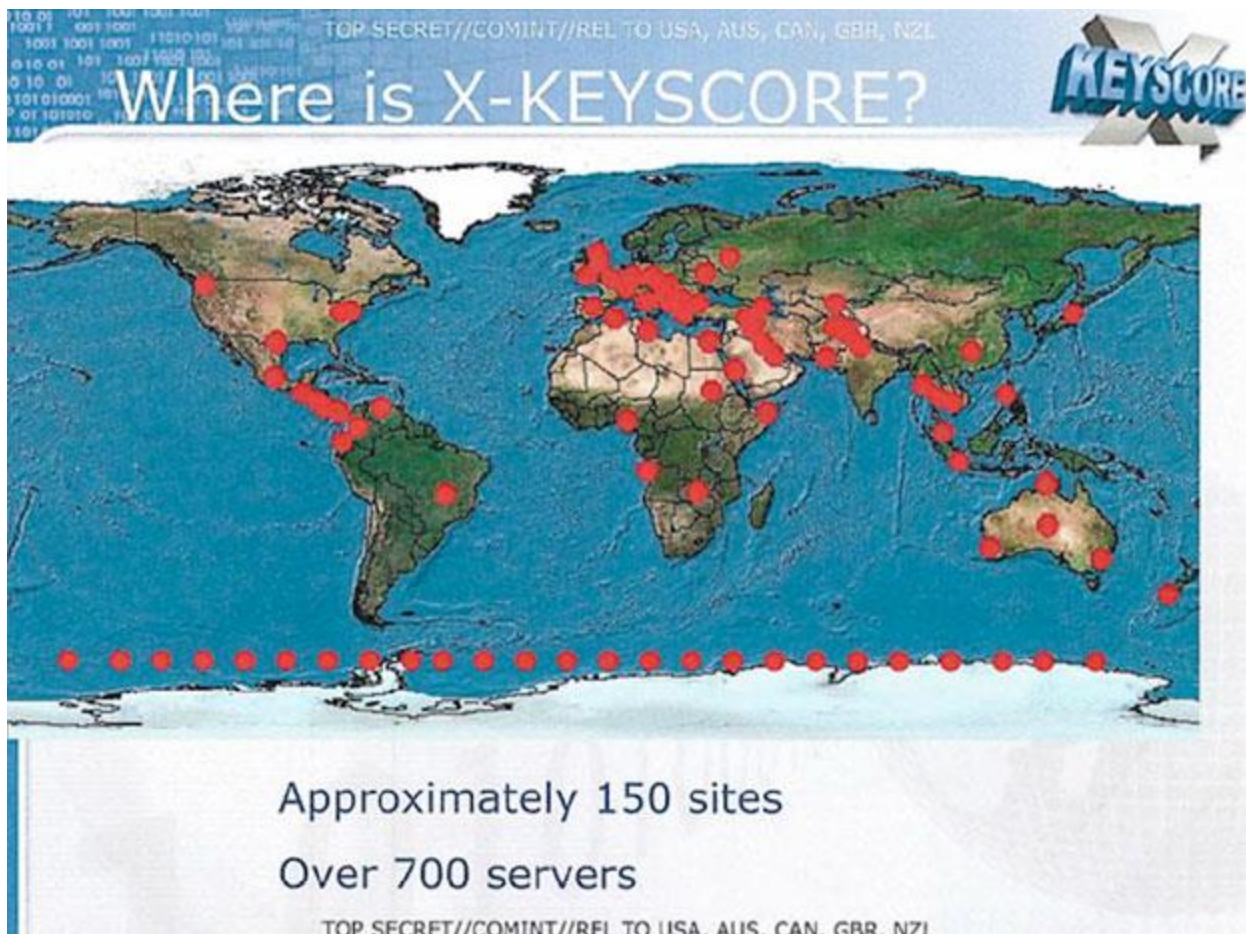 TOP SECRET//COMINT//REL TO USA, AUS, CAN, GBR, NZL
Where is X-KEYSCORE?
X
KEYSCORE
Approximately 150 sites
Over 700 servers
TOP SECRET//COMINT//REL TO USA, AUS, CAN, GBR, NZL